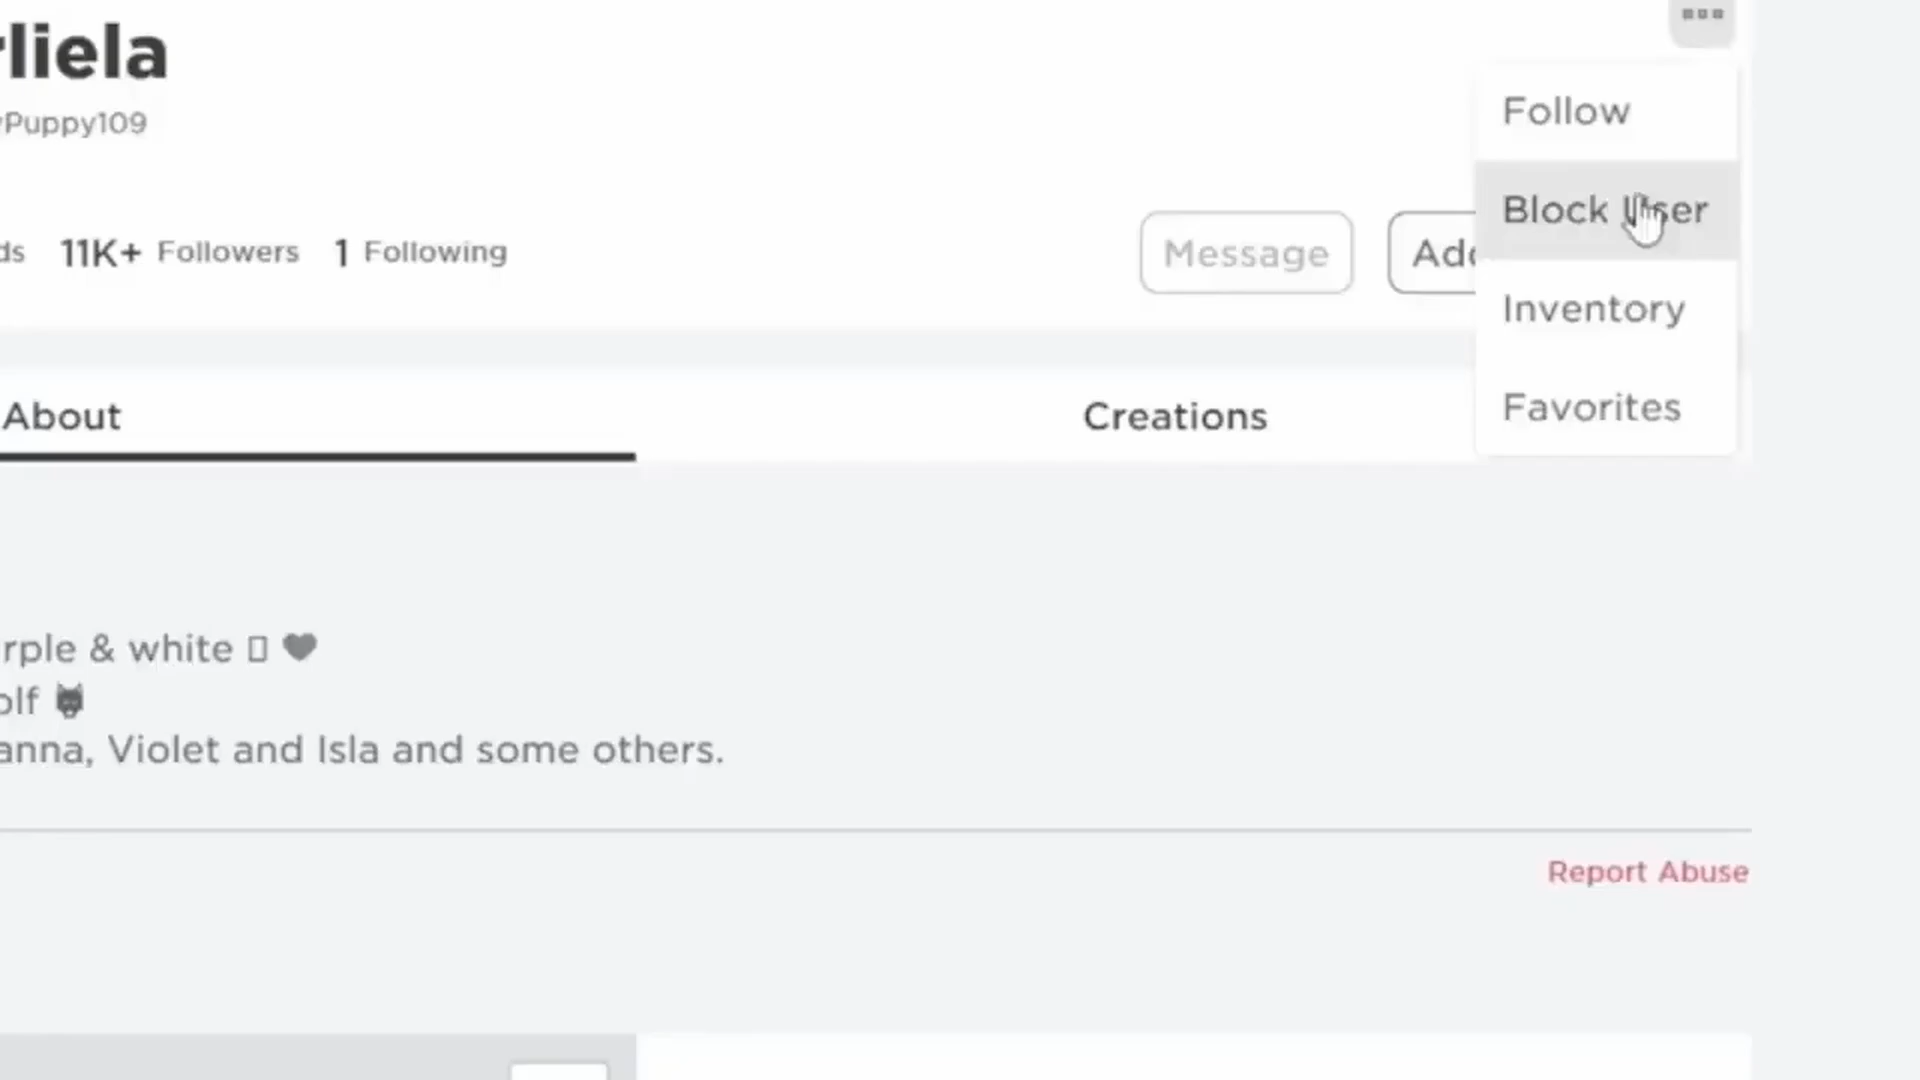 rliela
Puppy109
Follow
Block User
ds 11K+ Followers 1 Following
Message
Add
Inventory
About
Creations
Favorites
rple & white
olf
anna, Violet and Isla and some others.
Report Abuse